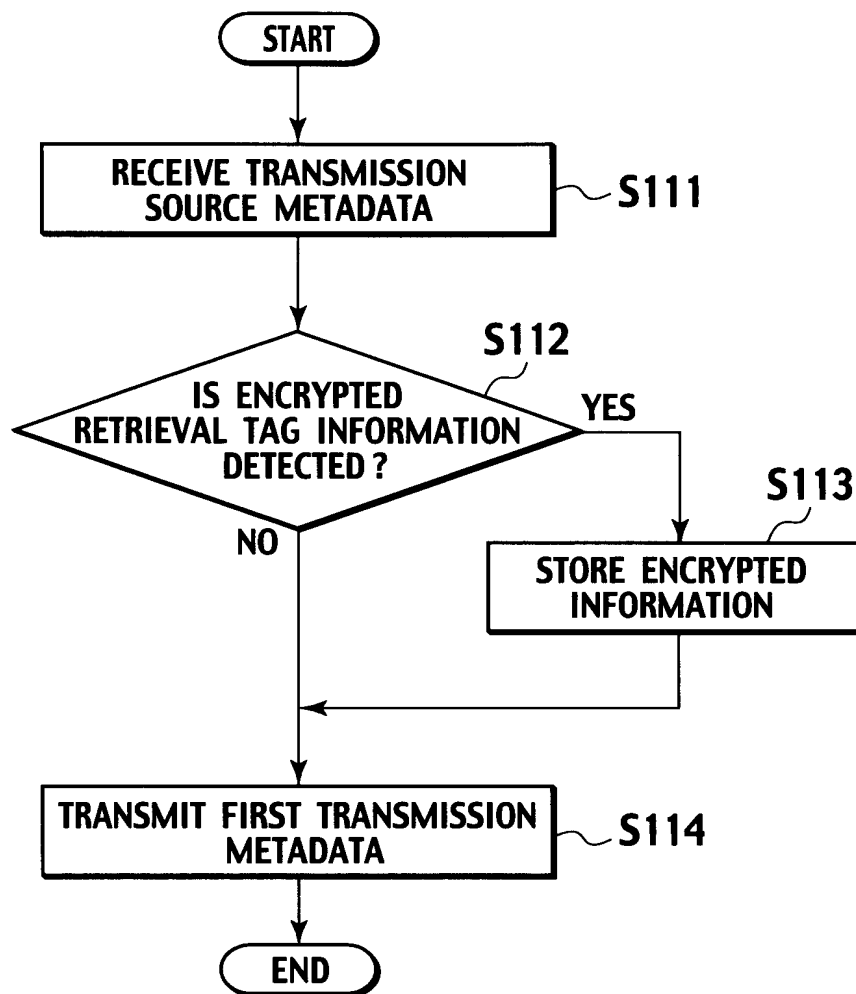 START
RECEIVE TRANSMISSION
SOURCE METADATA
S111
S112
IS ENCRYPTED
RETRIEVAL TAG INFORMATION
DETECTED?
YES
NO
S113
STORE ENCRYPTED
INFORMATION
TRANSMIT FIRST TRANSMISSION
METADATA
S114
END